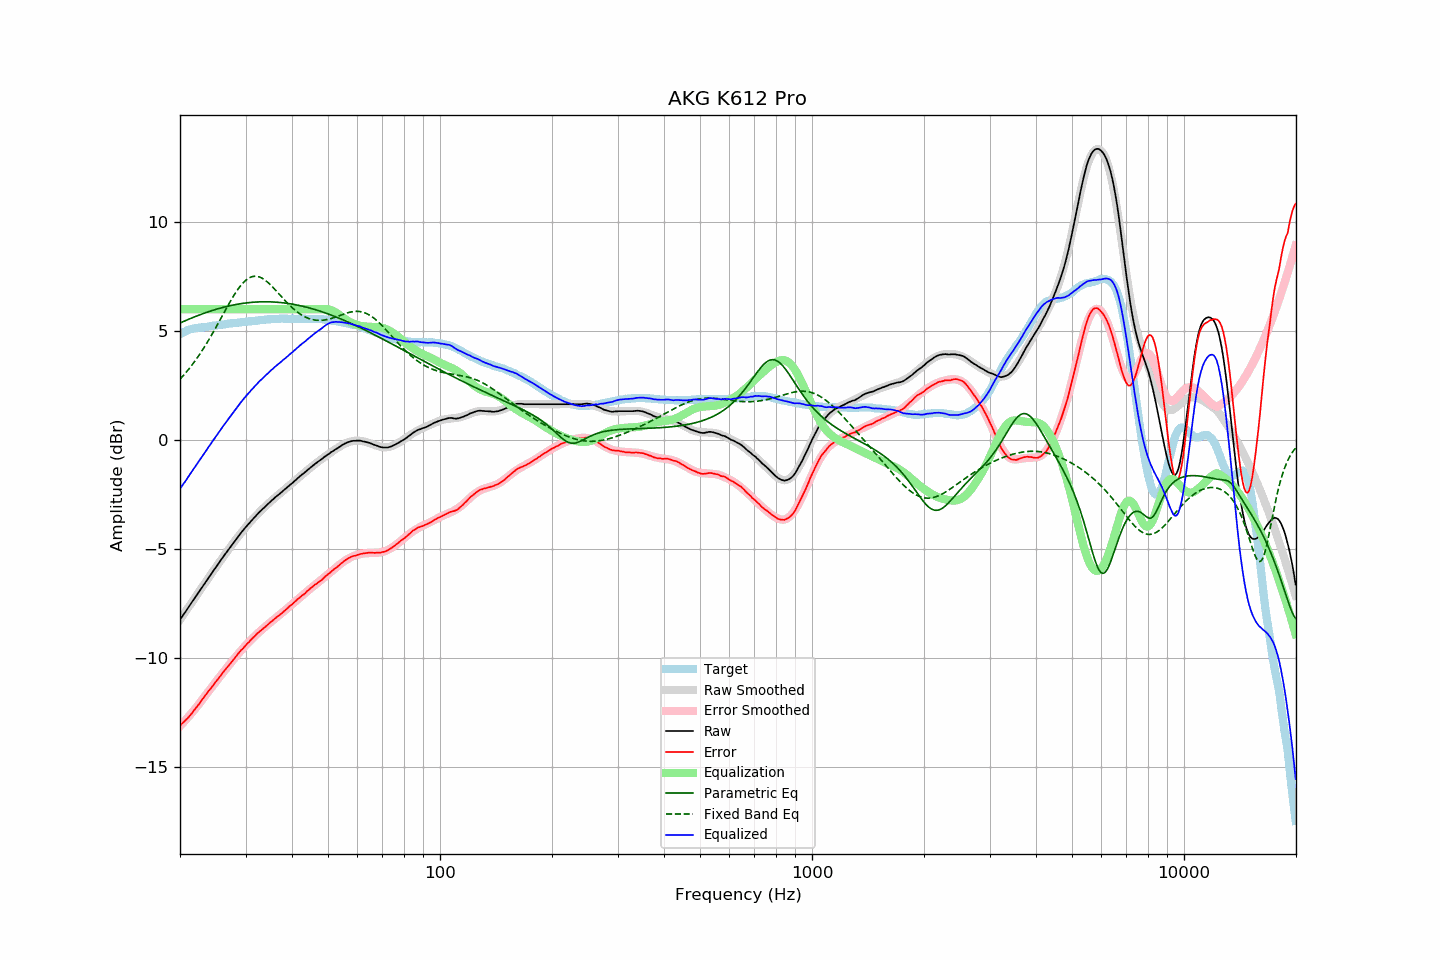 AKG K612 Pro
Amplitude (dBr)
10
5
0
−5
−10
−15
Target
Raw Smoothed
Error Smoothed
Raw
Error
Equalization
Parametric Eq
Fixed Band Eq
Equalized
100
1000
10000
Frequency (Hz)